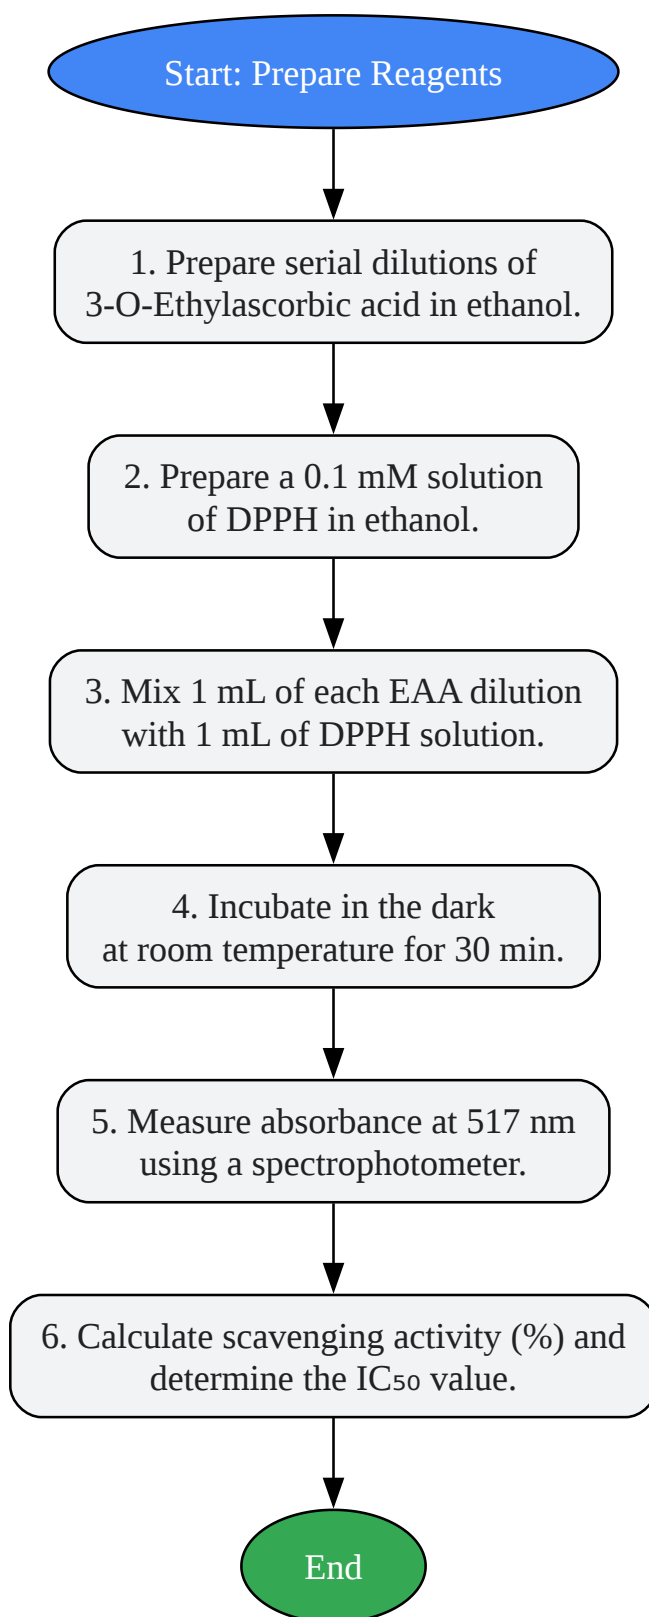 Start: Prepare Reagents
1. Prepare serial dilutions of
3-O-Ethylascorbic acid in ethanol.
2. Prepare a 0.1 mM solution
of DPPH in ethanol.
3. Mix 1 mL of each EAA dilution
with 1 mL of DPPH solution.
4. Incubate in the dark
at room temperature for 30 min.
5. Measure absorbance at 517 nm
using a spectrophotometer.
6. Calculate scavenging activity (%) and
determine the IC₅₀ value.
End